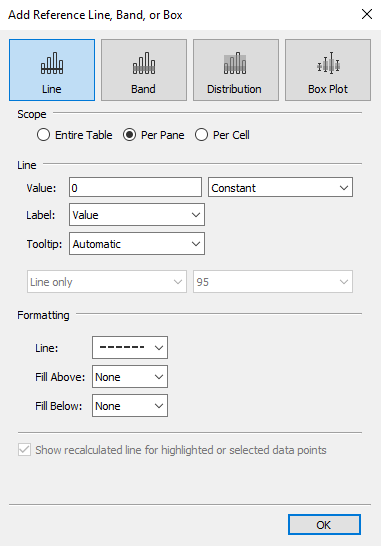 Add Reference Line, Band, or Box
Line Band Distribution Box Plot
Scope
Entire Table Per Pane Per Cell
Line
Value: 0 Constant
Label: Value
Tooltip: Automatic
Line only 95
Formatting
Line:
Fill Above: None
Fill Below: None
Show recalculated line for highlighted or selected data points
OK